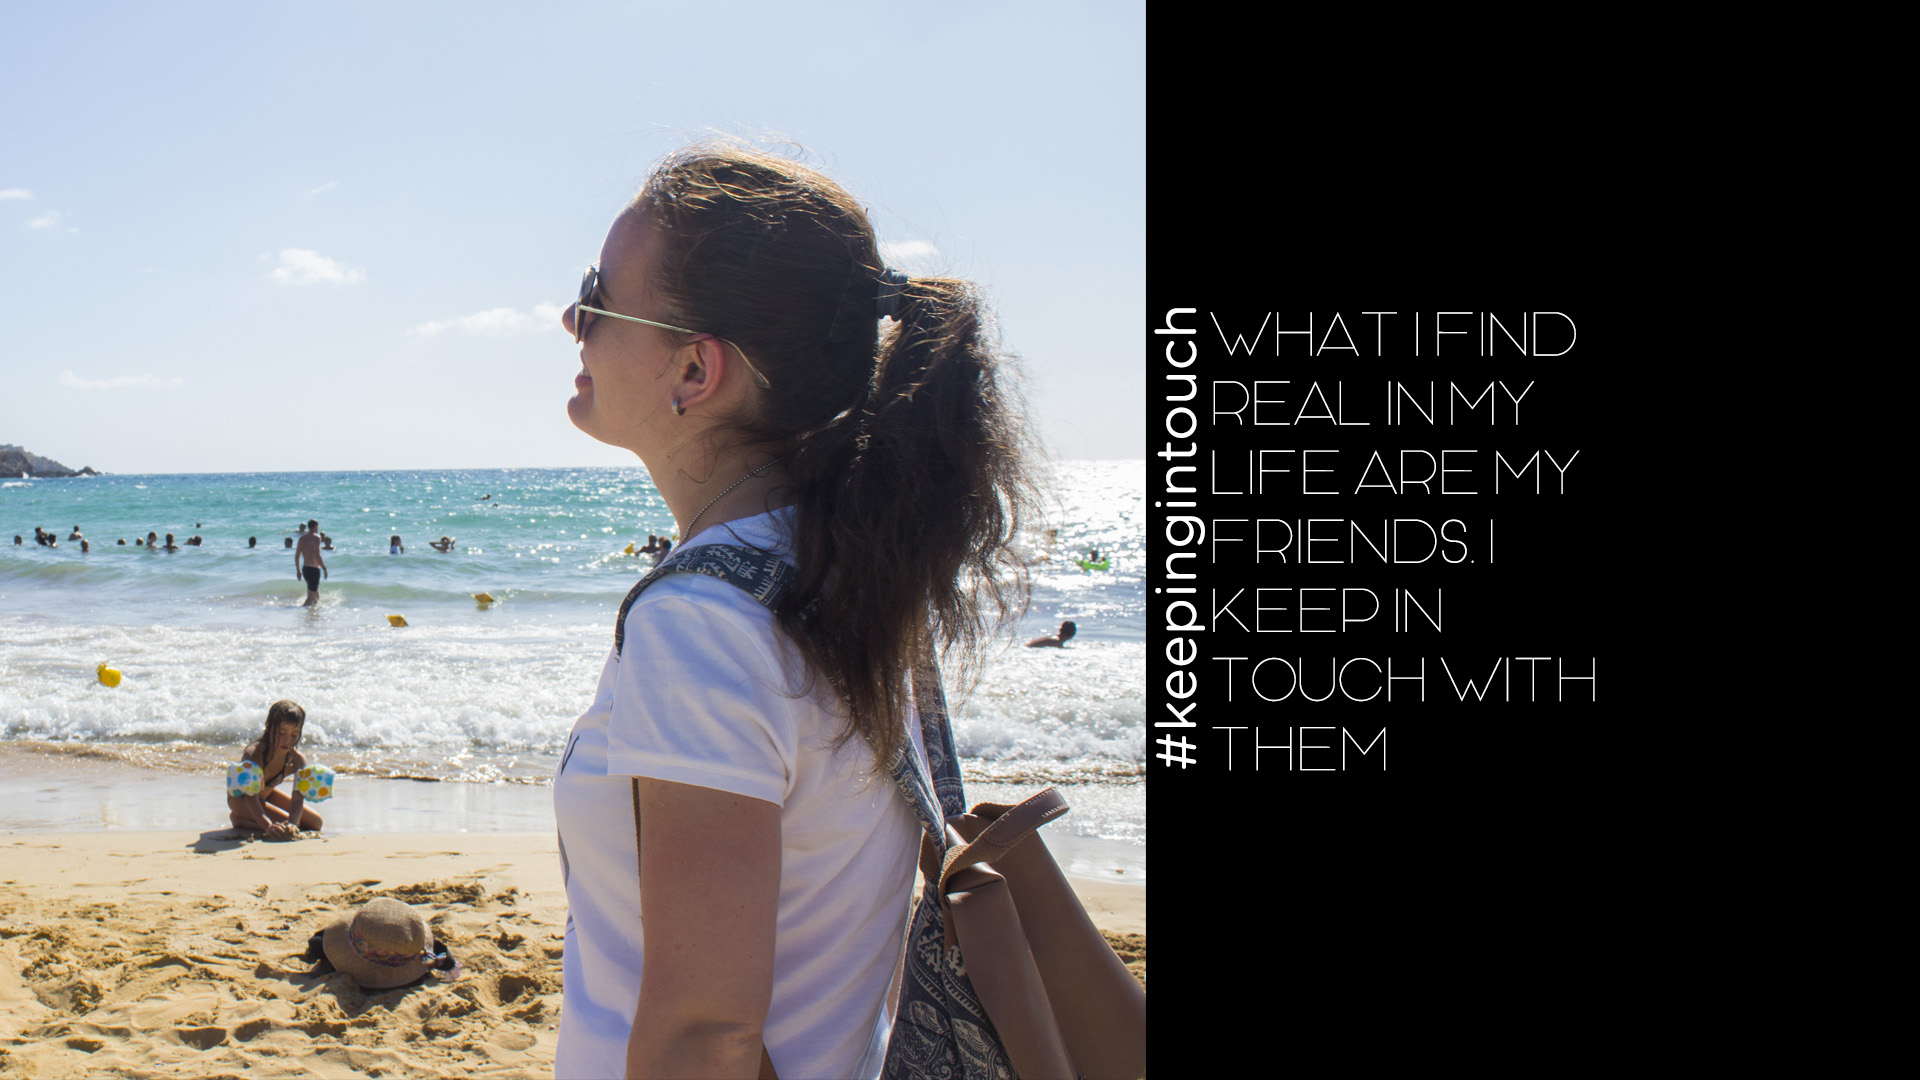 #keepingintouch
WHAT I FIND
REAL IN MY
LIFE ARE MY
FRIENDS. I
KEEP IN
TOUCH WITH
THEM